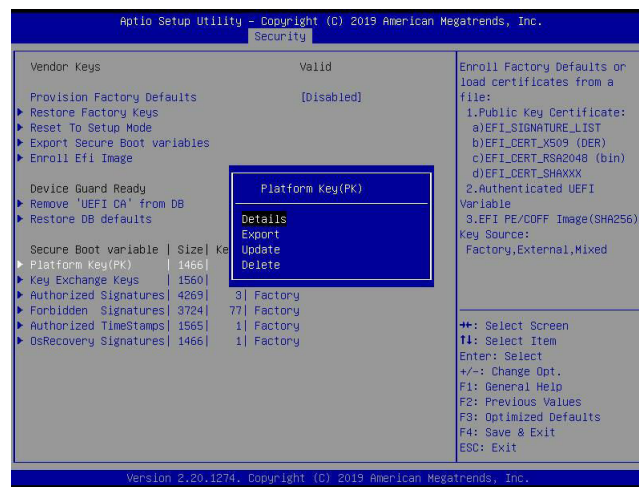 Aptio Setup Utility – Copyright (C) 2019 American Megatrends, Inc.
Security
Vendor Keys Valid
Provision Factory Defaults [Disabled]
Restore Factory Keys
Reset To Setup Mode
Export Secure Boot variables
Enroll Efi Image
Device Guard Ready
Remove 'UEFI CA' from DB
Restore DB defaults
Secure Boot variable | Size| Ke
Platform Key(PK) | 1466|
Key Exchange Keys | 1560|
Authorized Signatures| 4269| 3| Factory
Forbidden Signatures| 3724| 77| Factory
Authorized TimeStamps| 1565| 1| Factory
OsRecovery Signatures| 1466| 1| Factory
Platform Key(PK)
Details
Export
Update
Delete
Enroll Factory Defaults or
load certificates from a
file:
1.Public Key Certificate:
a)EFI_SIGNATURE_LIST
b)EFI_CERT_X509 (DER)
c)EFI_CERT_RSA2048 (bin)
d)EFI_CERT_SHAXXX
2.Authenticated UEFI
Variable
3.EFI PE/COFF Image(SHA256)
Key Source:
Factory,External,Mixed
→←: Select Screen
↑↓: Select Item
Enter: Select
+/-: Change Opt.
F1: General Help
F2: Previous Values
F3: Optimized Defaults
F4: Save & Exit
ESC: Exit
Version 2.20.1274. Copyright (C) 2019 American Megatrends, Inc.